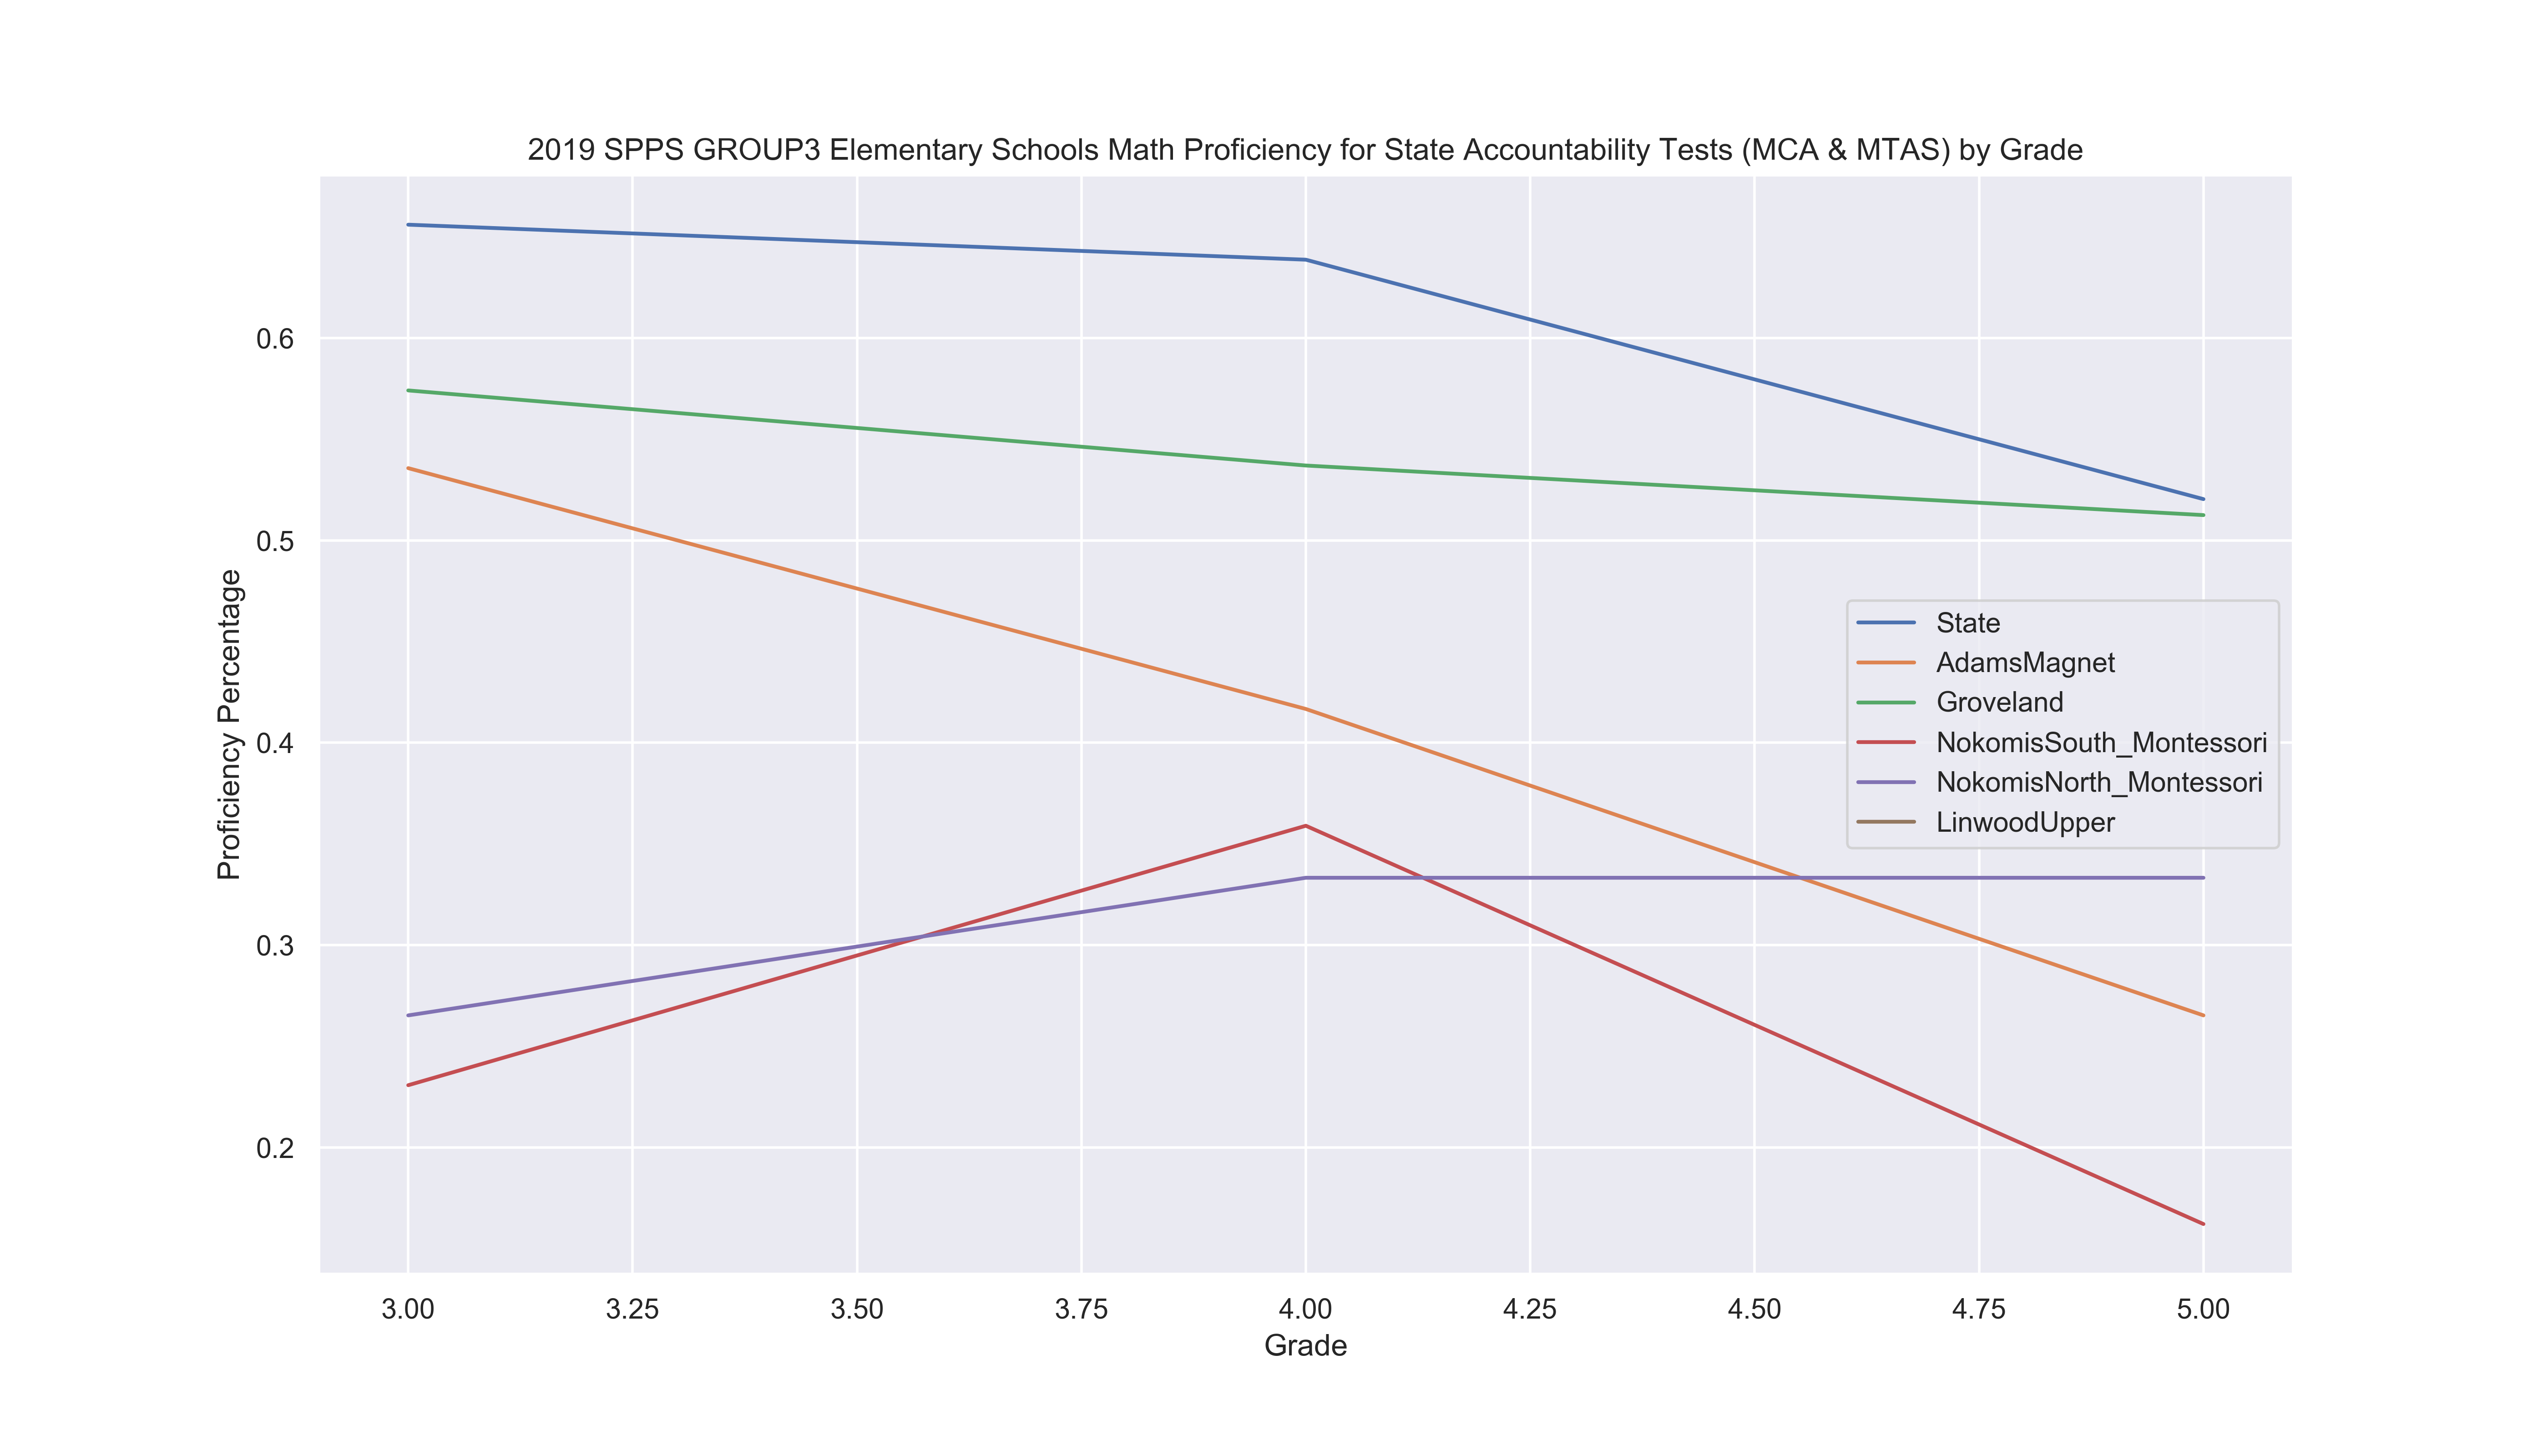 2019 SPPS GROUP3 Elementary Schools Math Proficiency for State Accountability Tests (MCA & MTAS) by Grade
Proficiency Percentage
0.6
0.5
0.4
0.3
0.2
State
AdamsMagnet
Groveland
NokomisSouth_Montessori
NokomisNorth_Montessori
LinwoodUpper
3.00 3.25 3.50 3.75 4.00 4.25 4.50 4.75 5.00
Grade